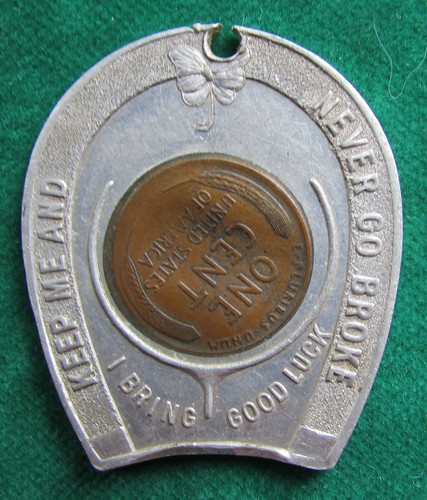 KEEP ME AND
NEVER GO BROKE
I BRING GOOD LUCK
E·PLURIBUS·UNUM
ONE
CENT
UNITED STATES
OF AMERICA